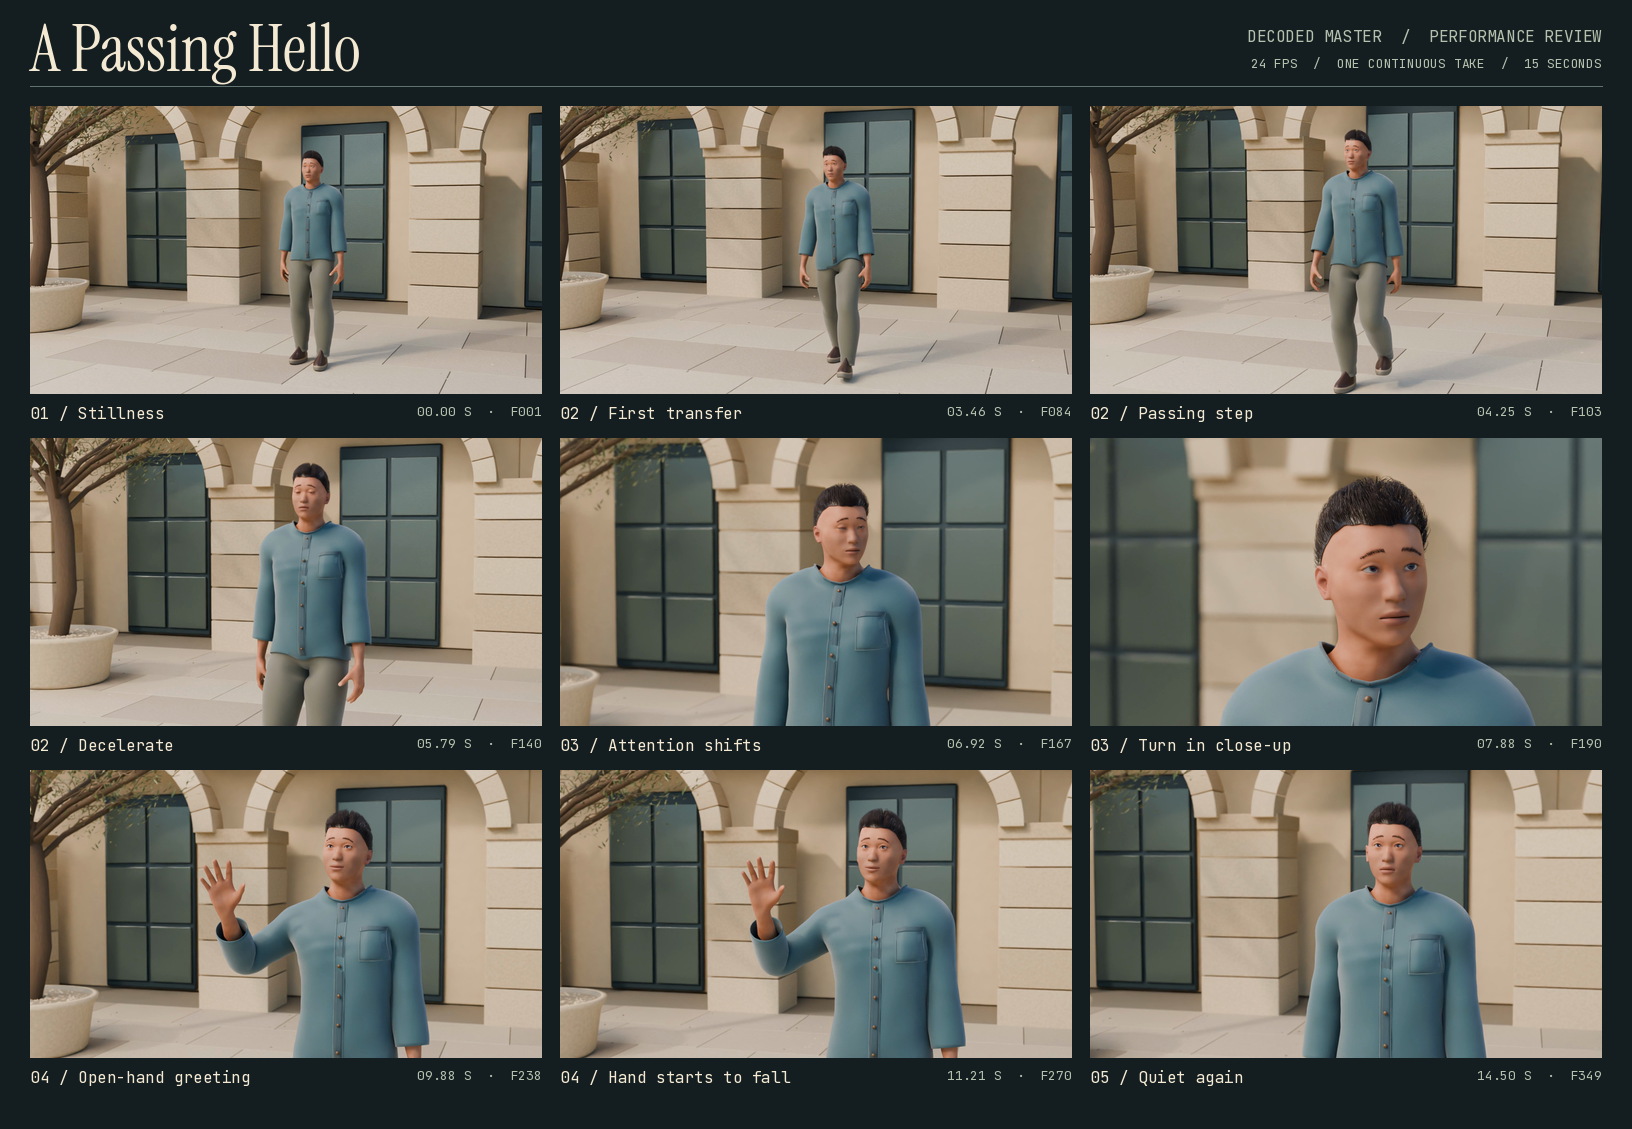 A Passing Hello
DECODED MASTER / PERFORMANCE REVIEW
24 FPS / ONE CONTINUOUS TAKE / 15 SECONDS
01 / Stillness 00.00 S · F001
02 / First transfer 03.46 S · F084
02 / Passing step 04.25 S · F103
02 / Decelerate 05.79 S · F140
03 / Attention shifts 06.92 S · F167
03 / Turn in close-up 07.88 S · F190
04 / Open-hand greeting 09.88 S · F238
04 / Hand starts to fall 11.21 S · F270
05 / Quiet again 14.50 S · F349